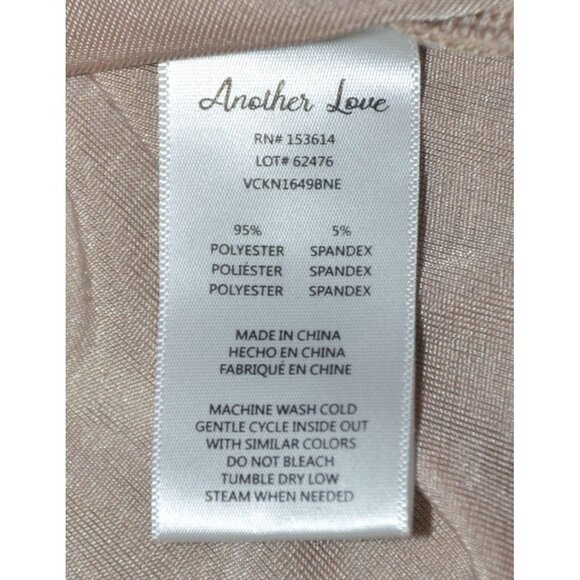 Another Love
RN# 153614
LOT# 62476
VCKN1649BNE
95% 5%
POLYESTER SPANDEX
POLIÉSTER SPANDEX
POLYESTER SPANDEX
MADE IN CHINA
HECHO EN CHINA
FABRIQUÉ EN CHINE
MACHINE WASH COLD
GENTLE CYCLE INSIDE OUT
WITH SIMILAR COLORS
DO NOT BLEACH
TUMBLE DRY LOW
STEAM WHEN NEEDED